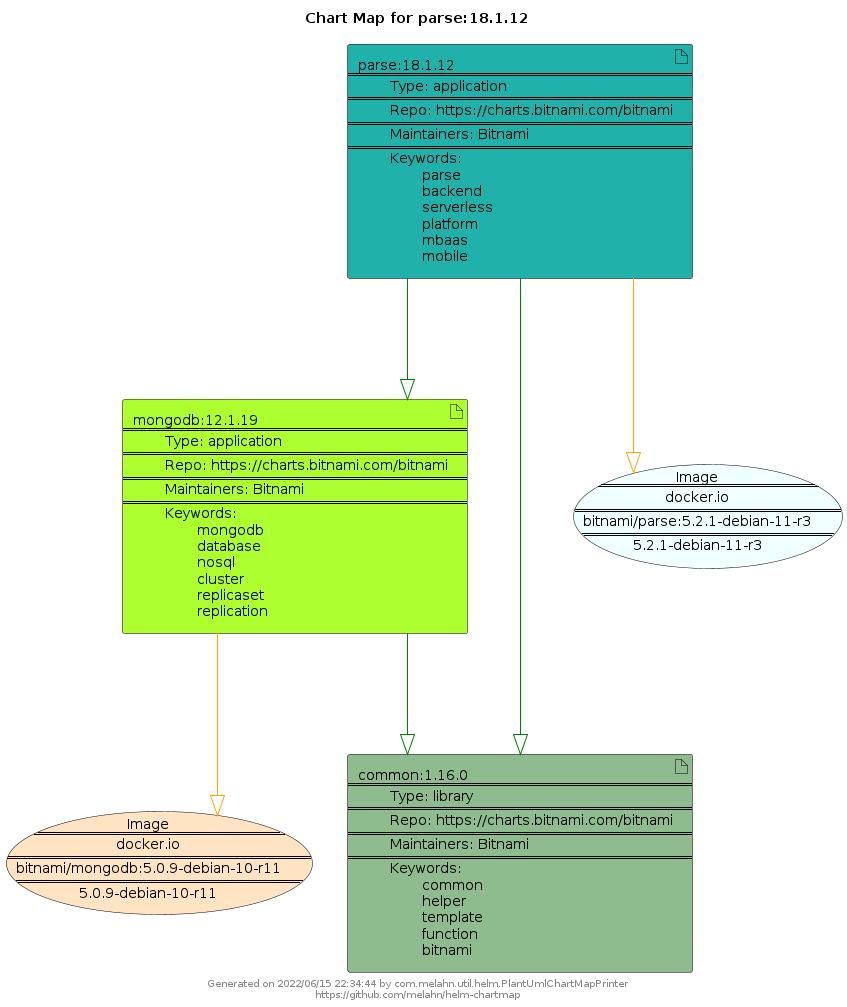 Chart Map for parse:18.1.12
parse:18.1.12
Type: application
Repo: https://charts.bitnami.com/bitnami
Maintainers: Bitnami
Keywords:
parse
backend
serverless
platform
mbaas
mobile
mongodb:12.1.19
Type: application
Repo: https://charts.bitnami.com/bitnami
Maintainers: Bitnami
Keywords:
mongodb
database
nosql
cluster
replicaset
replication
Image
docker.io
bitnami/parse:5.2.1-debian-11-r3
5.2.1-debian-11-r3
Image
docker.io
bitnami/mongodb:5.0.9-debian-10-r11
5.0.9-debian-10-r11
common:1.16.0
Type: library
Repo: https://charts.bitnami.com/bitnami
Maintainers: Bitnami
Keywords:
common
helper
template
function
bitnami
Generated on 2022/06/15 22:34:44 by com.melahn.util.helm.PlantUmlChartMapPrinter
https://github.com/melahn/helm-chartmap